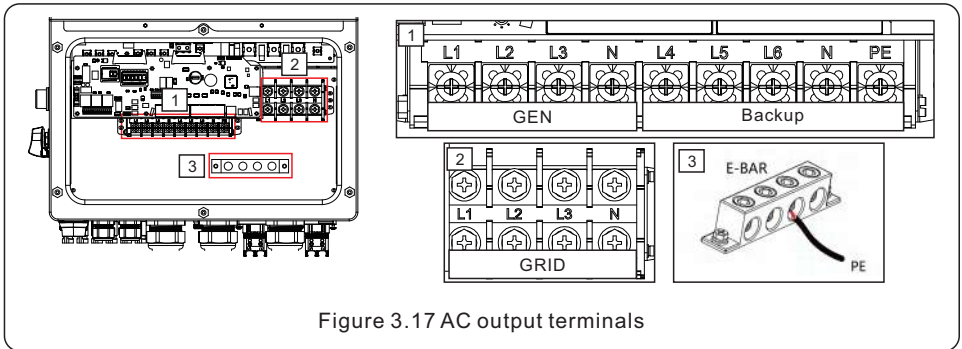 2
1
3
1
L1 L2 L3 N L4 L5 L6 N PE
GEN Backup
2
L1 L2 L3 N
GRID
3
E-BAR
PE
Figure 3.17 AC output terminals